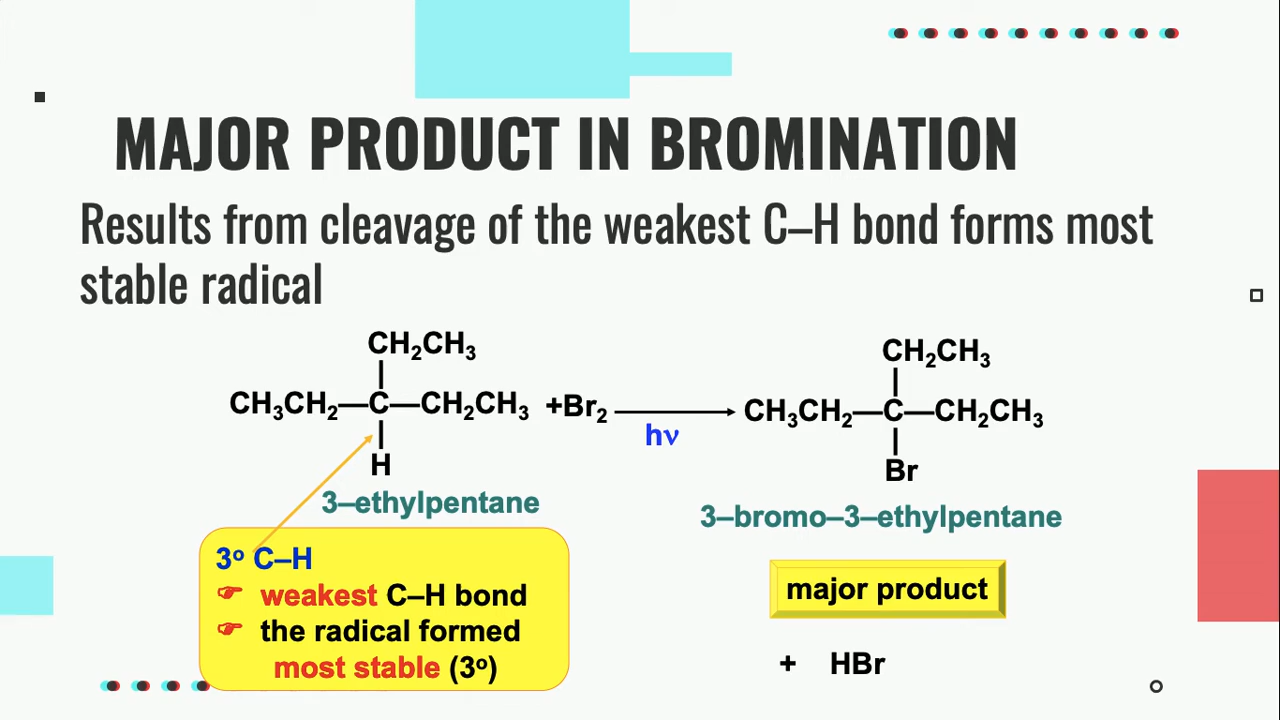 MAJOR PRODUCT IN BROMINATION
Results from cleavage of the weakest C–H bond forms most
stable radical
CH₂CH₃
CH₃CH₂—C—CH₂CH₃ +Br₂
hν
H
3–ethylpentane
CH₂CH₃
CH₃CH₂—C—CH₂CH₃
Br
3–bromo–3–ethylpentane
3º C–H
☞ weakest C–H bond
☞ the radical formed
most stable (3º)
major product
+ HBr